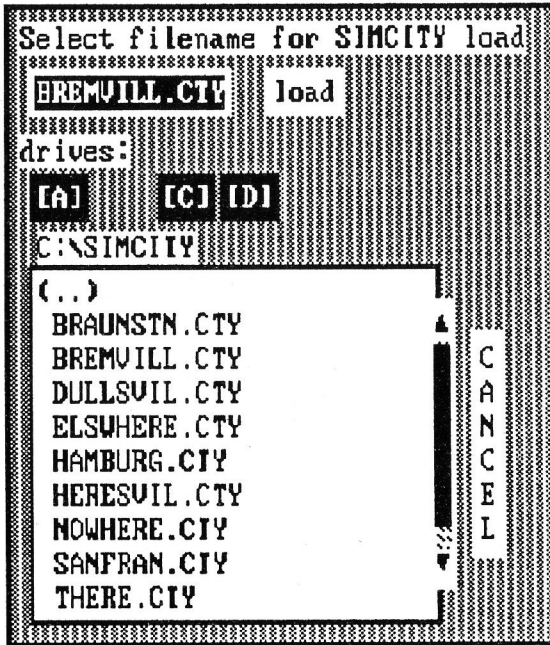 Select filename for SIMCITY load
BREMVILL.CTY load
drives:
[A] [C] [D]
C:\SIMCITY
(..)
BRAUNSTN.CTY
BREMVILL.CTY
DULLSVIL.CTY
ELSWHERE.CTY
HAMBURG.CTY
HERESVIL.CTY
NOWHERE.CTY
SANFRAN.CTY
THERE.CTY
CANCEL